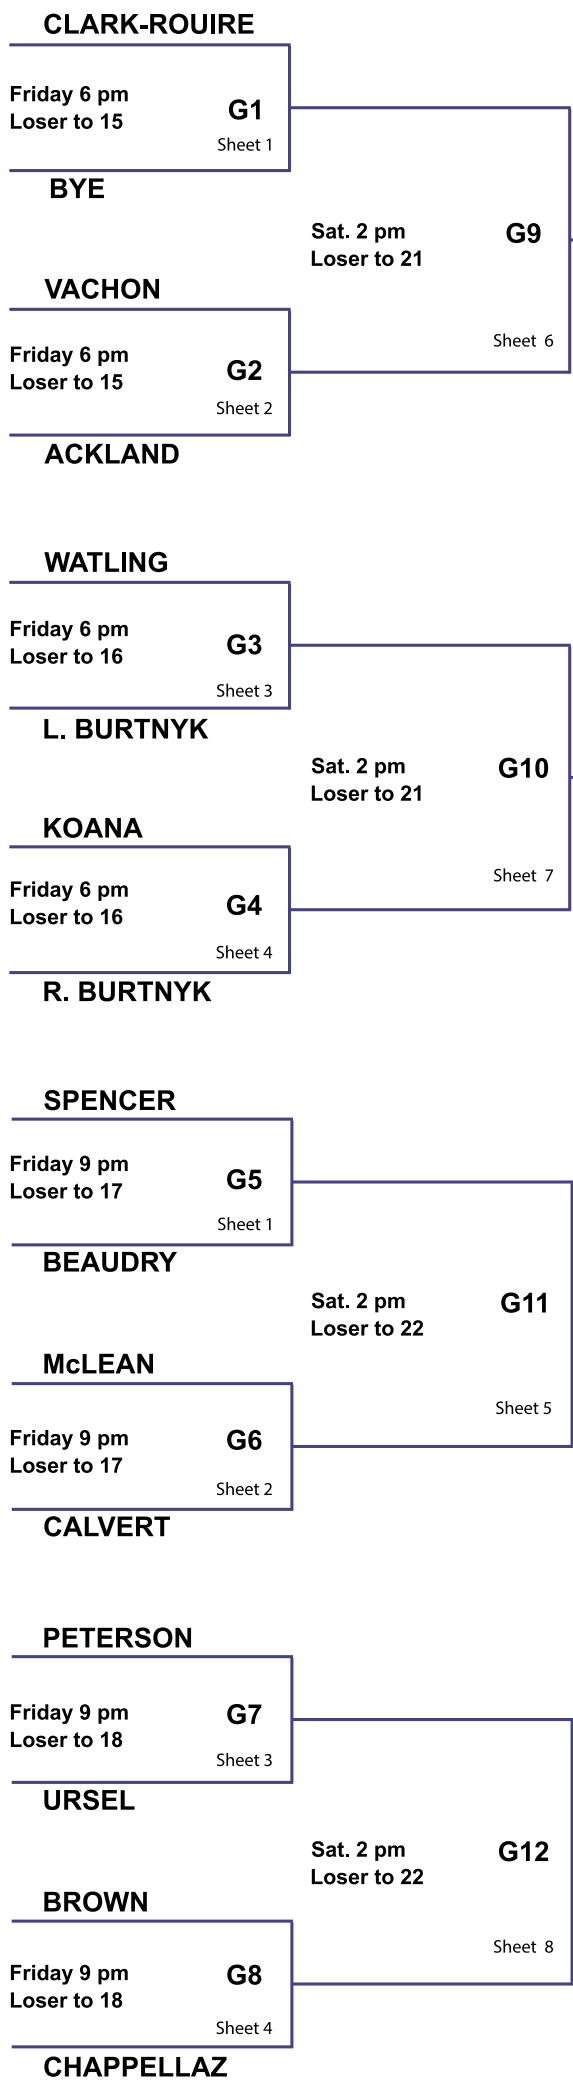 CLARK-ROUIRE
Friday 6 pm
Loser to 15
G1
Sheet 1
BYE
Sat. 2 pm
Loser to 21
G9
Sheet 6
VACHON
Friday 6 pm
Loser to 15
G2
Sheet 2
ACKLAND
WATLING
Friday 6 pm
Loser to 16
G3
Sheet 3
L. BURTNYK
Sat. 2 pm
Loser to 21
G10
Sheet 7
KOANA
Friday 6 pm
Loser to 16
G4
Sheet 4
R. BURTNYK
SPENCER
Friday 9 pm
Loser to 17
G5
Sheet 1
BEAUDRY
Sat. 2 pm
Loser to 22
G11
Sheet 5
McLEAN
Friday 9 pm
Loser to 17
G6
Sheet 2
CALVERT
PETERSON
Friday 9 pm
Loser to 18
G7
Sheet 3
URSEL
Sat. 2 pm
Loser to 22
G12
Sheet 8
BROWN
Friday 9 pm
Loser to 18
G8
Sheet 4
CHAPPELLAZ